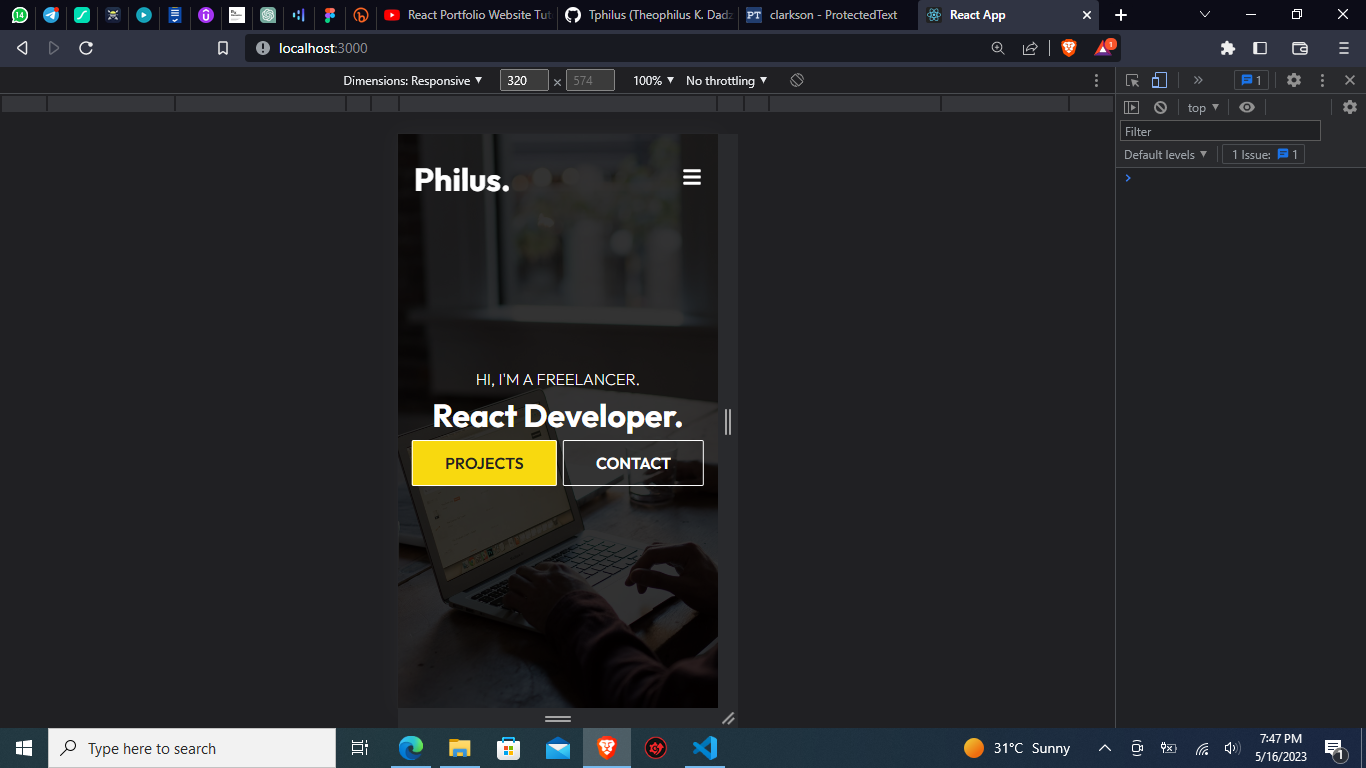 14
React Portfolio Website Tut
Tphilus (Theophilus K. Dadz
PT
clarkson - ProtectedText
React App
localhost:3000
1
Dimensions: Responsive
320
×
574
100%
No throttling
1
top
Filter
Default levels
1 Issue:
1
Philus.
HI, I'M A FREELANCER.
React Developer.
PROJECTS
CONTACT
Type here to search
31°C Sunny
7:47 PM
5/16/2023
1